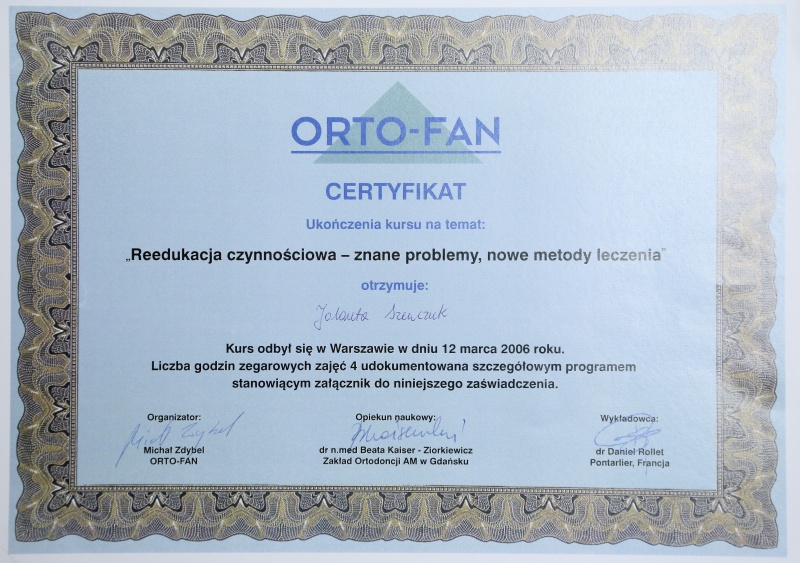 ORTO-FAN
CERTYFIKAT
Ukończenia kursu na temat:
„Reedukacja czynnościowa – znane problemy, nowe metody leczenia”
otrzymuje:
Jolanta Szewczuk
Kurs odbył się w Warszawie w dniu 12 marca 2006 roku.
Liczba godzin zegarowych zajęć 4 udokumentowana szczegółowym programem
stanowiącym załącznik do niniejszego zaświadczenia.
Organizator:
Michał Zdybel
Michał Zdybel
ORTO-FAN
Opiekun naukowy:
dr n.med Beata Kaiser - Ziorkiewicz
Zakład Ortodoncji AM w Gdańsku
Wykładowca:
dr Daniel Rollet
Pontarlier, Francja